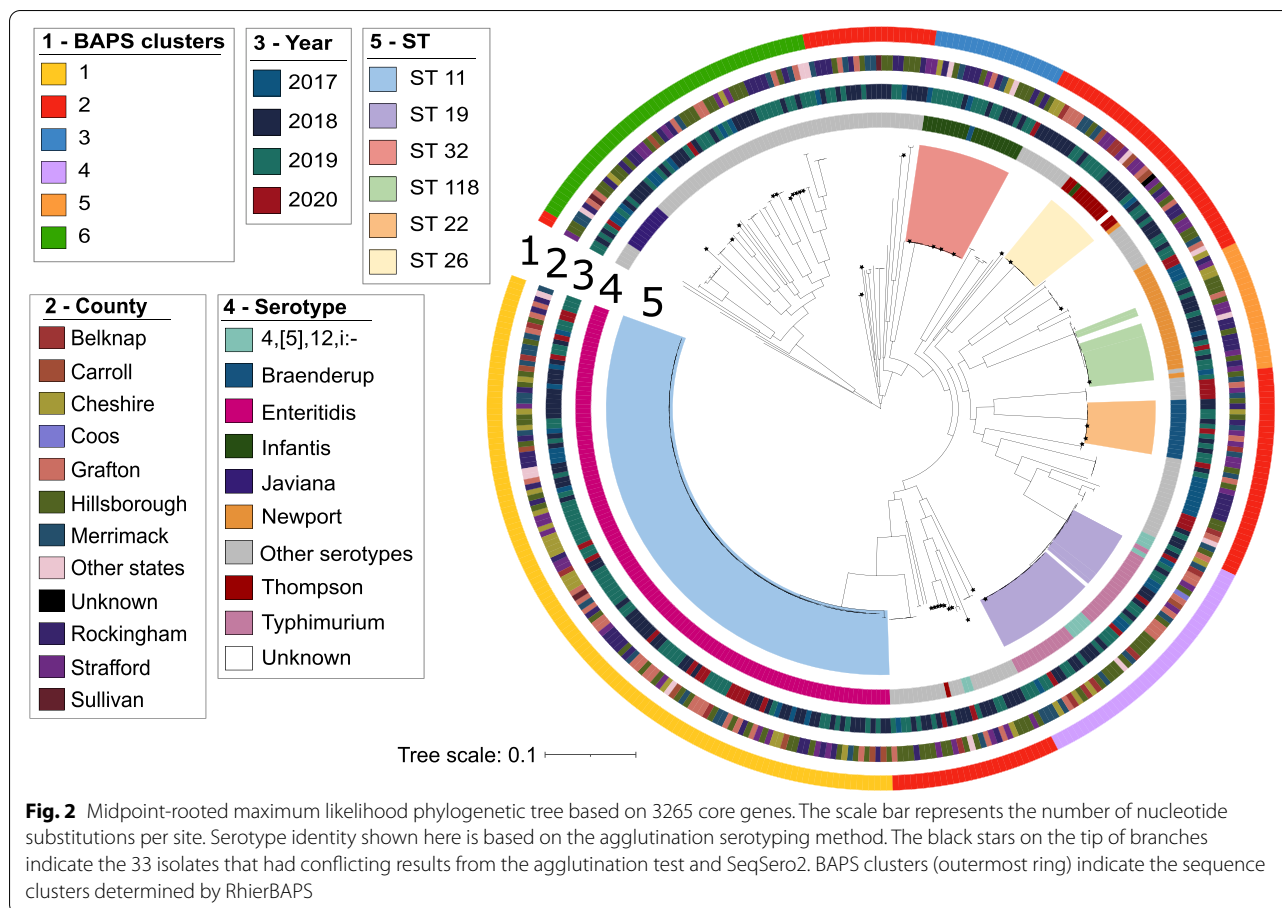 1 - BAPS clusters
1
2
3
4
5
6
3 - Year
2017
2018
2019
2020
5 - ST
ST 11
ST 19
ST 32
ST 118
ST 22
ST 26
2 - County
Belknap
Carroll
Cheshire
Coos
Grafton
Hillsborough
Merrimack
Other states
Unknown
Rockingham
Strafford
Sullivan
4 - Serotype
4,[5],12,i:-
Braenderup
Enteritidis
Infantis
Javiana
Newport
Other serotypes
Thompson
Typhimurium
Unknown
1 2 3 4 5
Tree scale: 0.1
Fig. 2 Midpoint-rooted maximum likelihood phylogenetic tree based on 3265 core genes. The scale bar represents the number of nucleotide
substitutions per site. Serotype identity shown here is based on the agglutination serotyping method. The black stars on the tip of branches
indicate the 33 isolates that had conflicting results from the agglutination test and SeqSero2. BAPS clusters (outermost ring) indicate the sequence
clusters determined by RhierBAPS